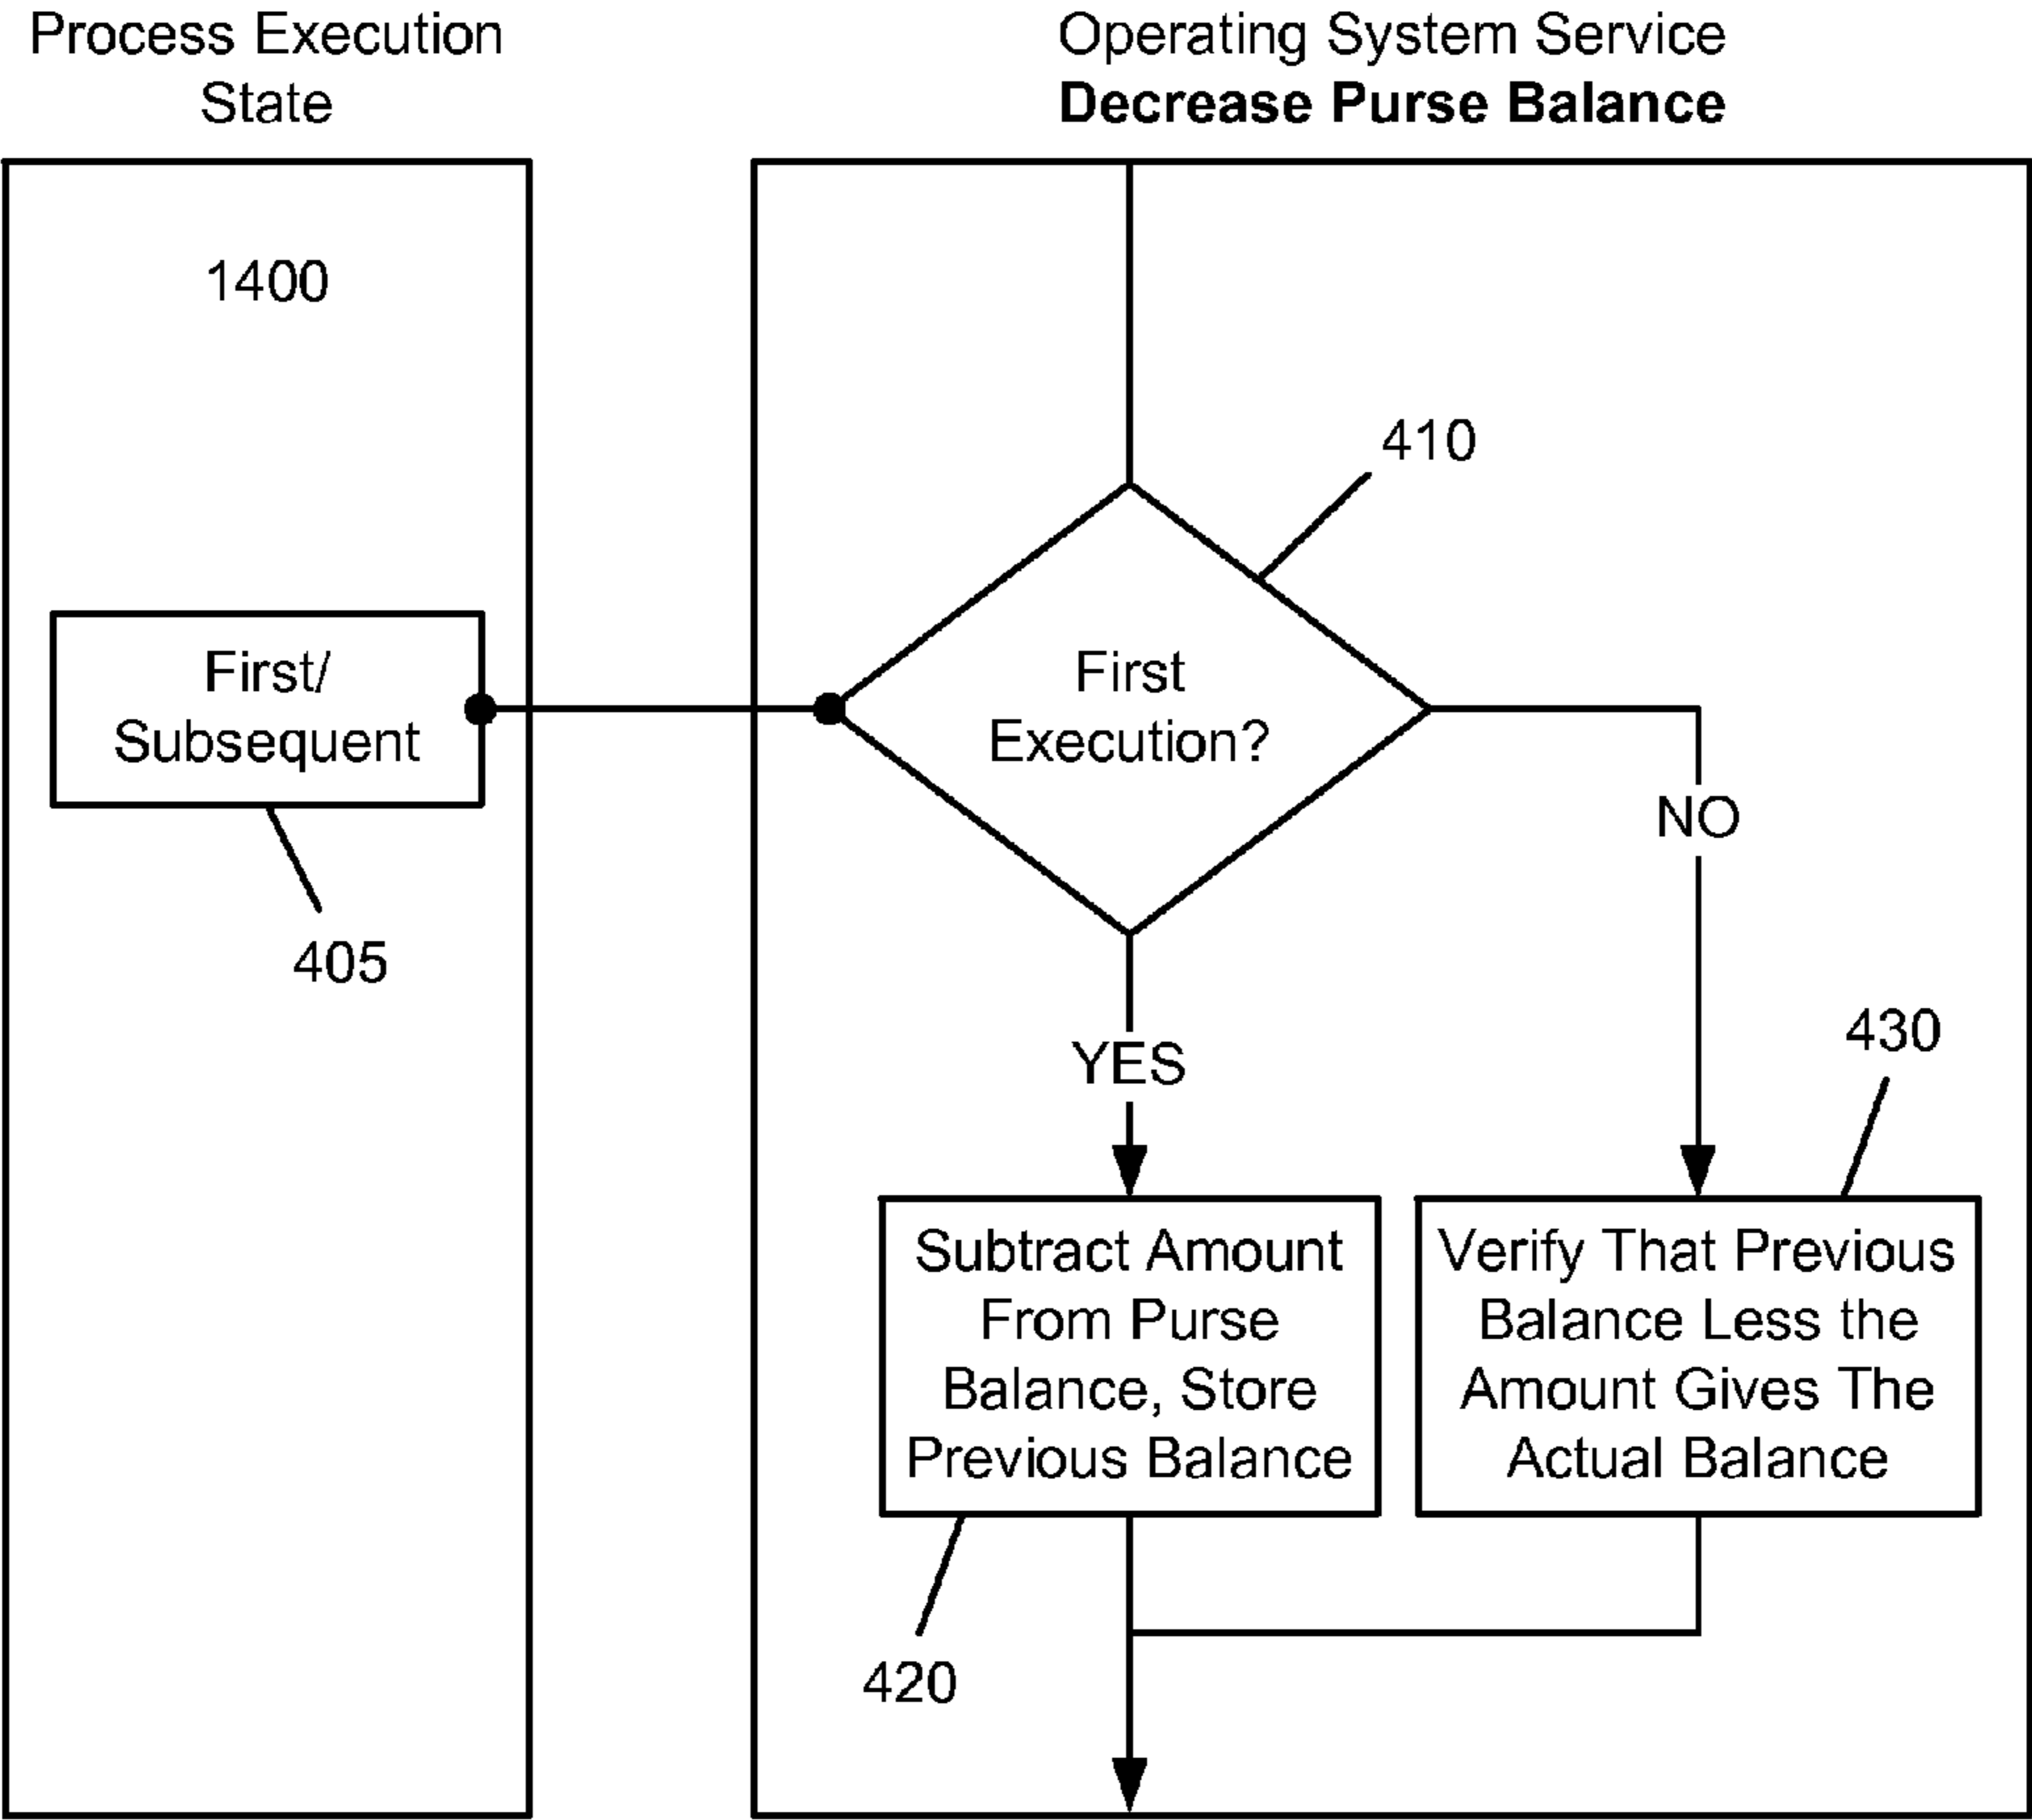 Process Execution
State
Operating System Service
Decrease Purse Balance
1400
410
First/
Subsequent
405
First
Execution?
NO
YES
430
Subtract Amount
From Purse
Balance, Store
Previous Balance
Verify That Previous
Balance Less the
Amount Gives The
Actual Balance
420